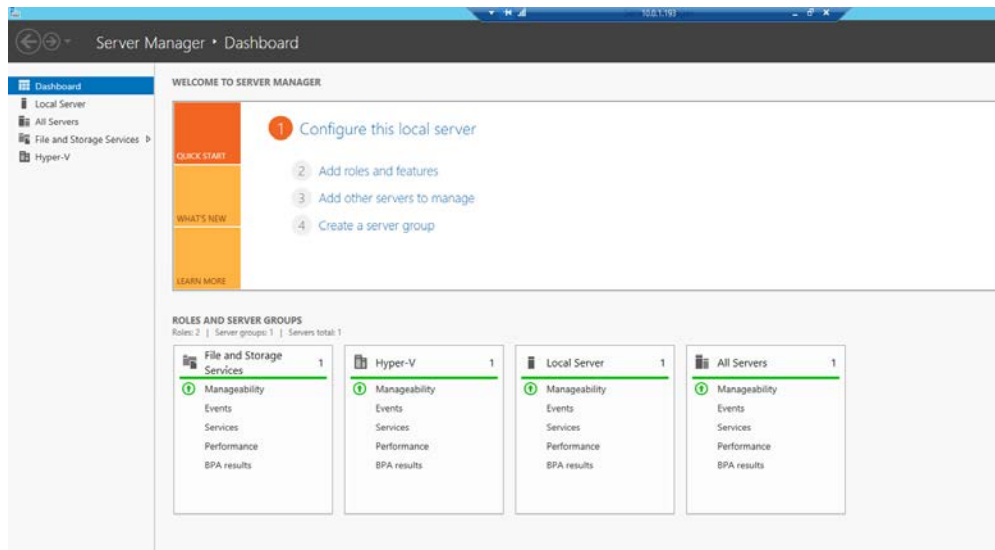 10.0.1.193
Server Manager • Dashboard
Dashboard
Local Server
All Servers
File and Storage Services
Hyper-V
WELCOME TO SERVER MANAGER
QUICK START
WHAT'S NEW
LEARN MORE
1 Configure this local server
2 Add roles and features
3 Add other servers to manage
4 Create a server group
ROLES AND SERVER GROUPS
Roles: 2 | Server groups: 1 | Servers total: 1
File and Storage
Services 1
Manageability
Events
Services
Performance
BPA results
Hyper-V 1
Manageability
Events
Services
Performance
BPA results
Local Server 1
Manageability
Events
Services
Performance
BPA results
All Servers 1
Manageability
Events
Services
Performance
BPA results